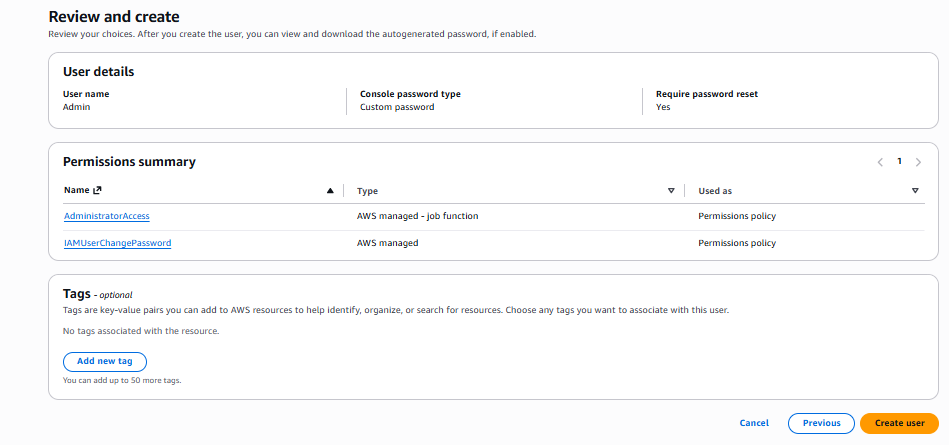 Review and create
Review your choices. After you create the user, you can view and download the autogenerated password, if enabled.
User details
User name
Console password type
Require password reset
Admin
Custom password
Yes
Permissions summary
1
Name
Type
Used as
AdministratorAccess
AWS managed - job function
Permissions policy
IAMUserChangePassword
AWS managed
Permissions policy
Tags - optional
Tags are key-value pairs you can add to AWS resources to help identify, organize, or search for resources. Choose any tags you want to associate with this user.
No tags associated with the resource.
Add new tag
You can add up to 50 more tags.
Cancel
Previous
Create user